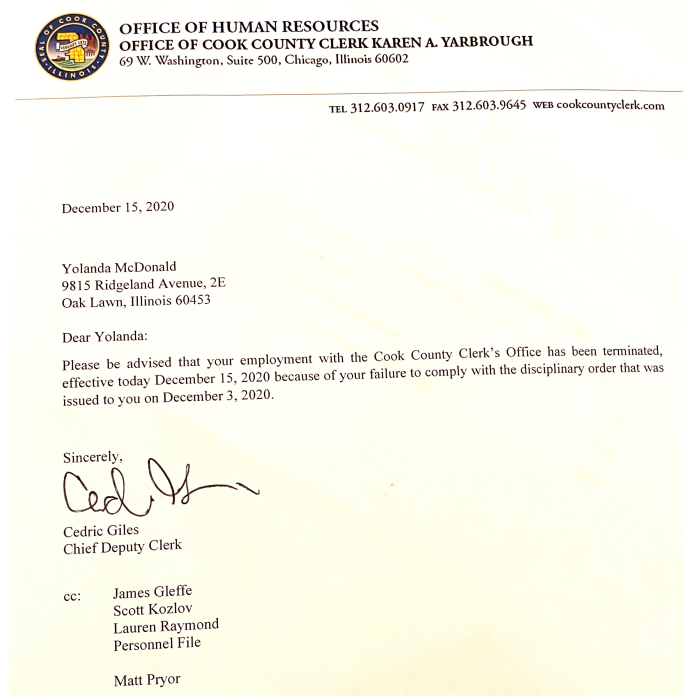 SEAL OF COOK COUNTY
ILLINOIS
OFFICE OF HUMAN RESOURCES
OFFICE OF COOK COUNTY CLERK KAREN A. YARBROUGH
69 W. Washington, Suite 500, Chicago, Illinois 60602
TEL 312.603.0917 FAX 312.603.9645 WEB cookcountyclerk.com
December 15, 2020
Yolanda McDonald
9815 Ridgeland Avenue, 2E
Oak Lawn, Illinois 60453
Dear Yolanda:
Please be advised that your employment with the Cook County Clerk's Office has been terminated,
effective today December 15, 2020 because of your failure to comply with the disciplinary order that was
issued to you on December 3, 2020.
Sincerely,
Cedric Giles
Chief Deputy Clerk
cc: James Gleffe
Scott Kozlov
Lauren Raymond
Personnel File
Matt Pryor